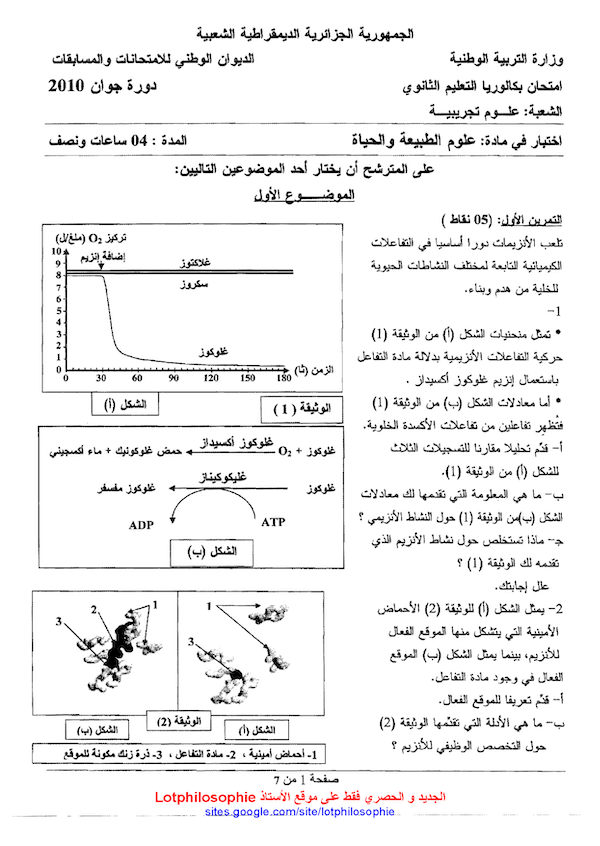 الجمهورية الجزائرية الديمقراطية الشعبية
وزارة التربية الوطنية
الديوان الوطني للامتحانات والمسابقات
امتحان بكالوريا التعليم الثانوي
دورة جوان 2010
الشعبة: علـــوم تجريبيـــة
اختبار في مادة: علوم الطبيعة والحياة
المدة : 04 ساعات ونصف
على المترشح أن يختار أحد الموضوعين التاليين:
الموضـــــوع الأول
التمرين الأول: (05 نقاط )
تلعب الأنزيمات دورا أساسيا في التفاعلات
الكيميائية التابعة لمختلف النشاطات الحيوية
للخلية من هدم وبناء.
1-
• تمثل منحنيات الشكل (أ) من الوثيقة (1)
حركية التفاعلات الأنزيمية بدلالة مادة التفاعل
باستعمال إنزيم غلوكوز أكسيداز .
• أما معادلات الشكل (ب) من الوثيقة (1)
فتُظهِر تفاعلين من تفاعلات الأكسدة الخلوية.
أ- قدّم تحليلا مقارنا للتسجيلات الثلاث
للشكل (أ) من الوثيقة (1).
ب- ما هي المعلومة التي تقدمها لك معادلات
الشكل (ب)من الوثيقة (1) حول النشاط الأنزيمي ؟
جـ- ماذا تستخلص حول نشاط الأنزيم الذي
تقدمه لك الوثيقة (1) ؟
علل إجابتك.
2- يمثل الشكل (أ) للوثيقة (2) الأحماض
الأمينية التي يتشكل منها الموقع الفعال
للأنزيم، بينما يمثل الشكل (ب) الموقع
الفعال في وجود مادة التفاعل.
أ- قدّم تعريفا للموقع الفعال.
ب- ما هي الأدلة التي تقدّمها الوثيقة (2)
حول التخصص الوظيفي للأنزيم ؟
تركيز O2 (ملغ/ل)
إضافة إنزيم
غلاكتوز
سكروز
غلوكوز
10
9
8
7
6
5
4
3
2
1
0
0 30 60 90 120 150 180
الزمن (ثا)
الشكل (أ)
الوثيقة ( 1 )
غلوكوز أكسيداز
غلوكوز + O2
حمض غلوكونيك + ماء أكسجيني
غليكوكيناز
غلوكوز
غلوكوز مفسفر
ATP
ADP
الشكل (ب)
1
2
3
1
3
الوثيقة (2)
الشكل (أ)
الشكل (ب)
1- أحماض أمينية ، 2- مادة التفاعل ، 3- ذرة زنك مكونة للموقع
صفحة 1 من 7
الجديد و الحصري فقط على موقع الأستاذ Lotphilosophie
sites.google.com/site/lotphilosophie